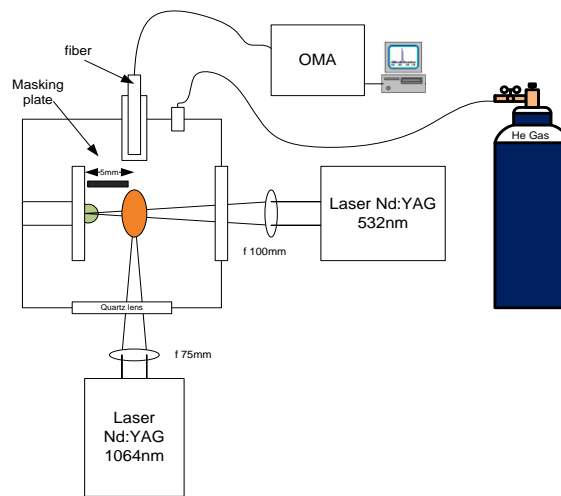 fiber
OMA
Masking
plate
He Gas
5mm
Laser Nd:YAG
532nm
f 100mm
Quartz lens
f 75mm
Laser
Nd:YAG
1064nm